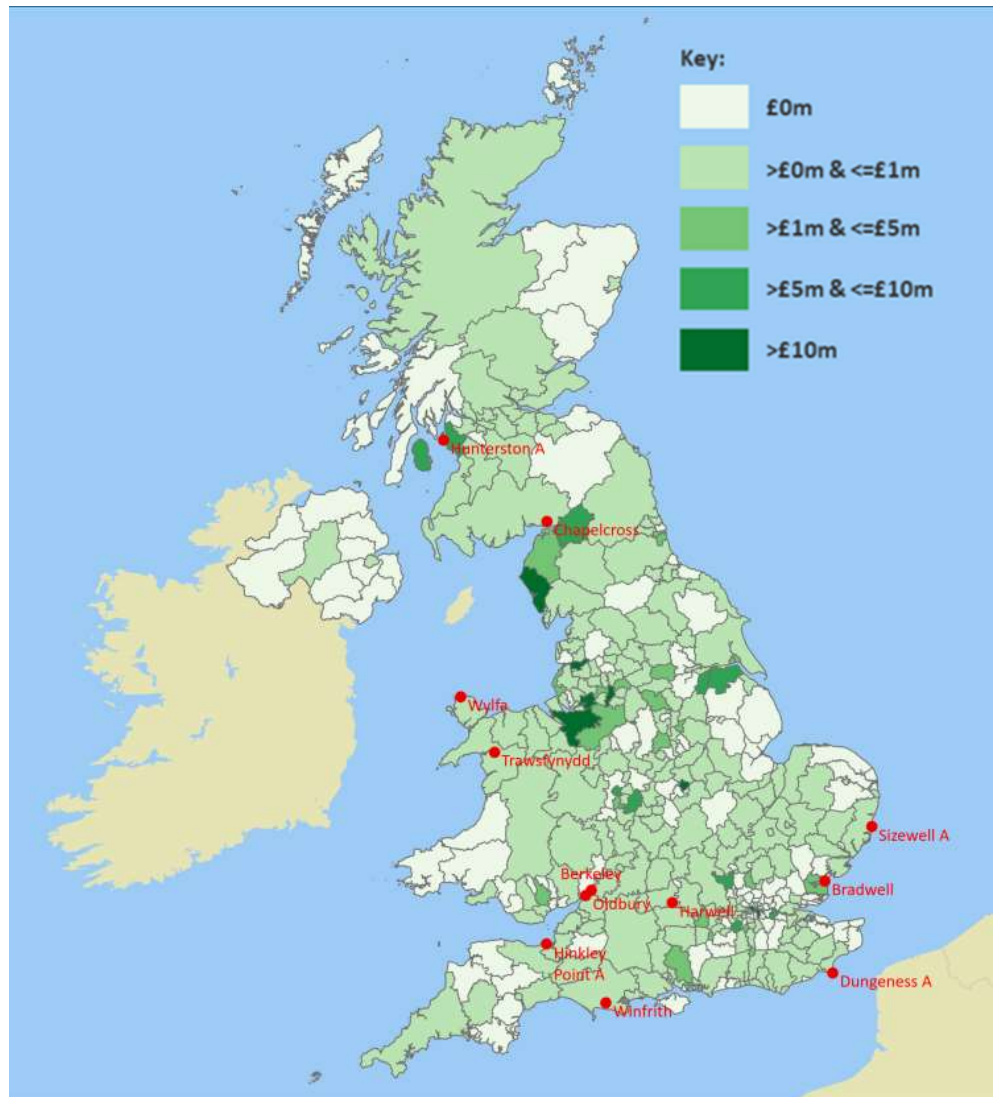 Key:
£0m
>£0m & <=£1m
>£1m & <=£5m
>£5m & <=£10m
>£10m
Hunterston A
Chapelcross
Wylfa
Trawsfynydd
Sizewell A
Berkeley
Bradwell
Oldbury
Harwell
Hinkley
Point A
Dungeness A
Winfrith